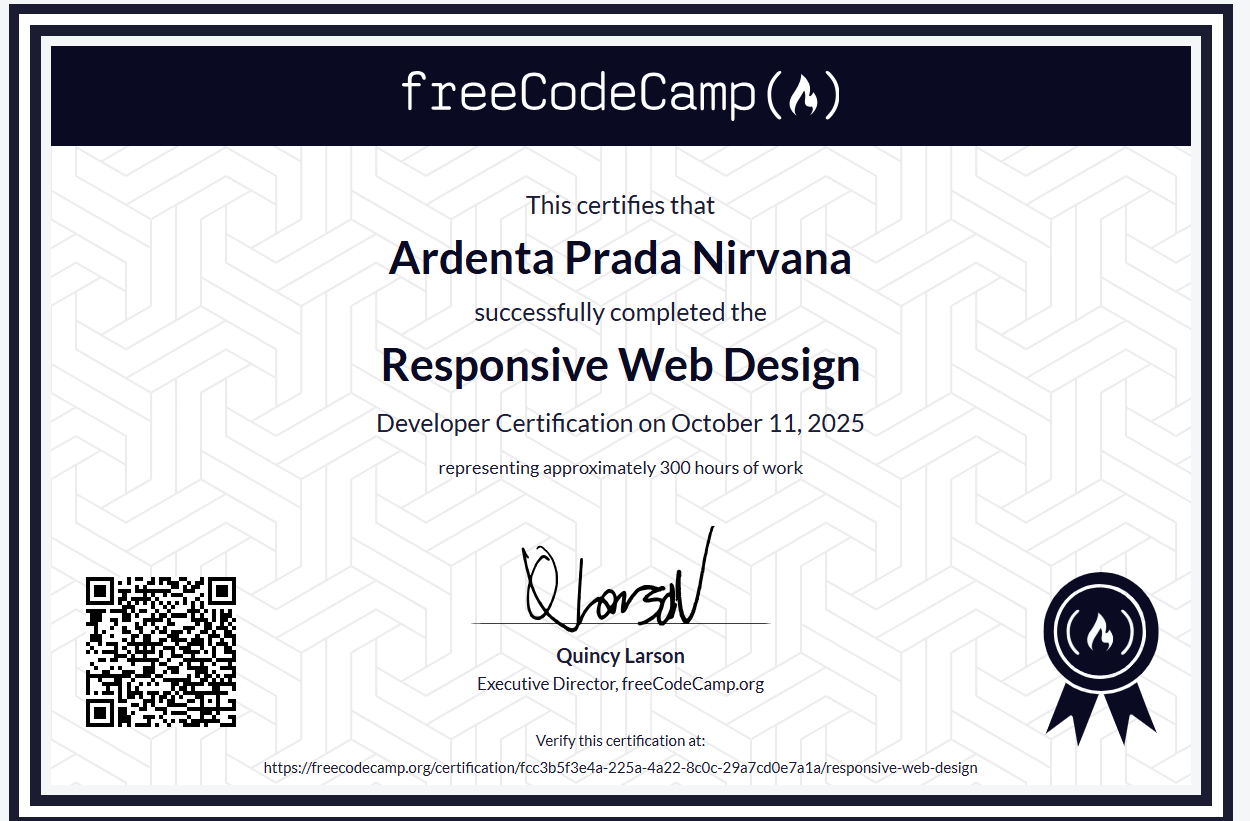 freeCodeCamp
This certifies that
Ardenta Prada Nirvana
successfully completed the
Responsive Web Design
Developer Certification on October 11, 2025
representing approximately 300 hours of work
Quincy Larson
Executive Director, freeCodeCamp.org
Verify this certification at:
https://freecodecamp.org/certification/fcc3b5f3e4a-225a-4a22-8c0c-29a7cd0e7a1a/responsive-web-design